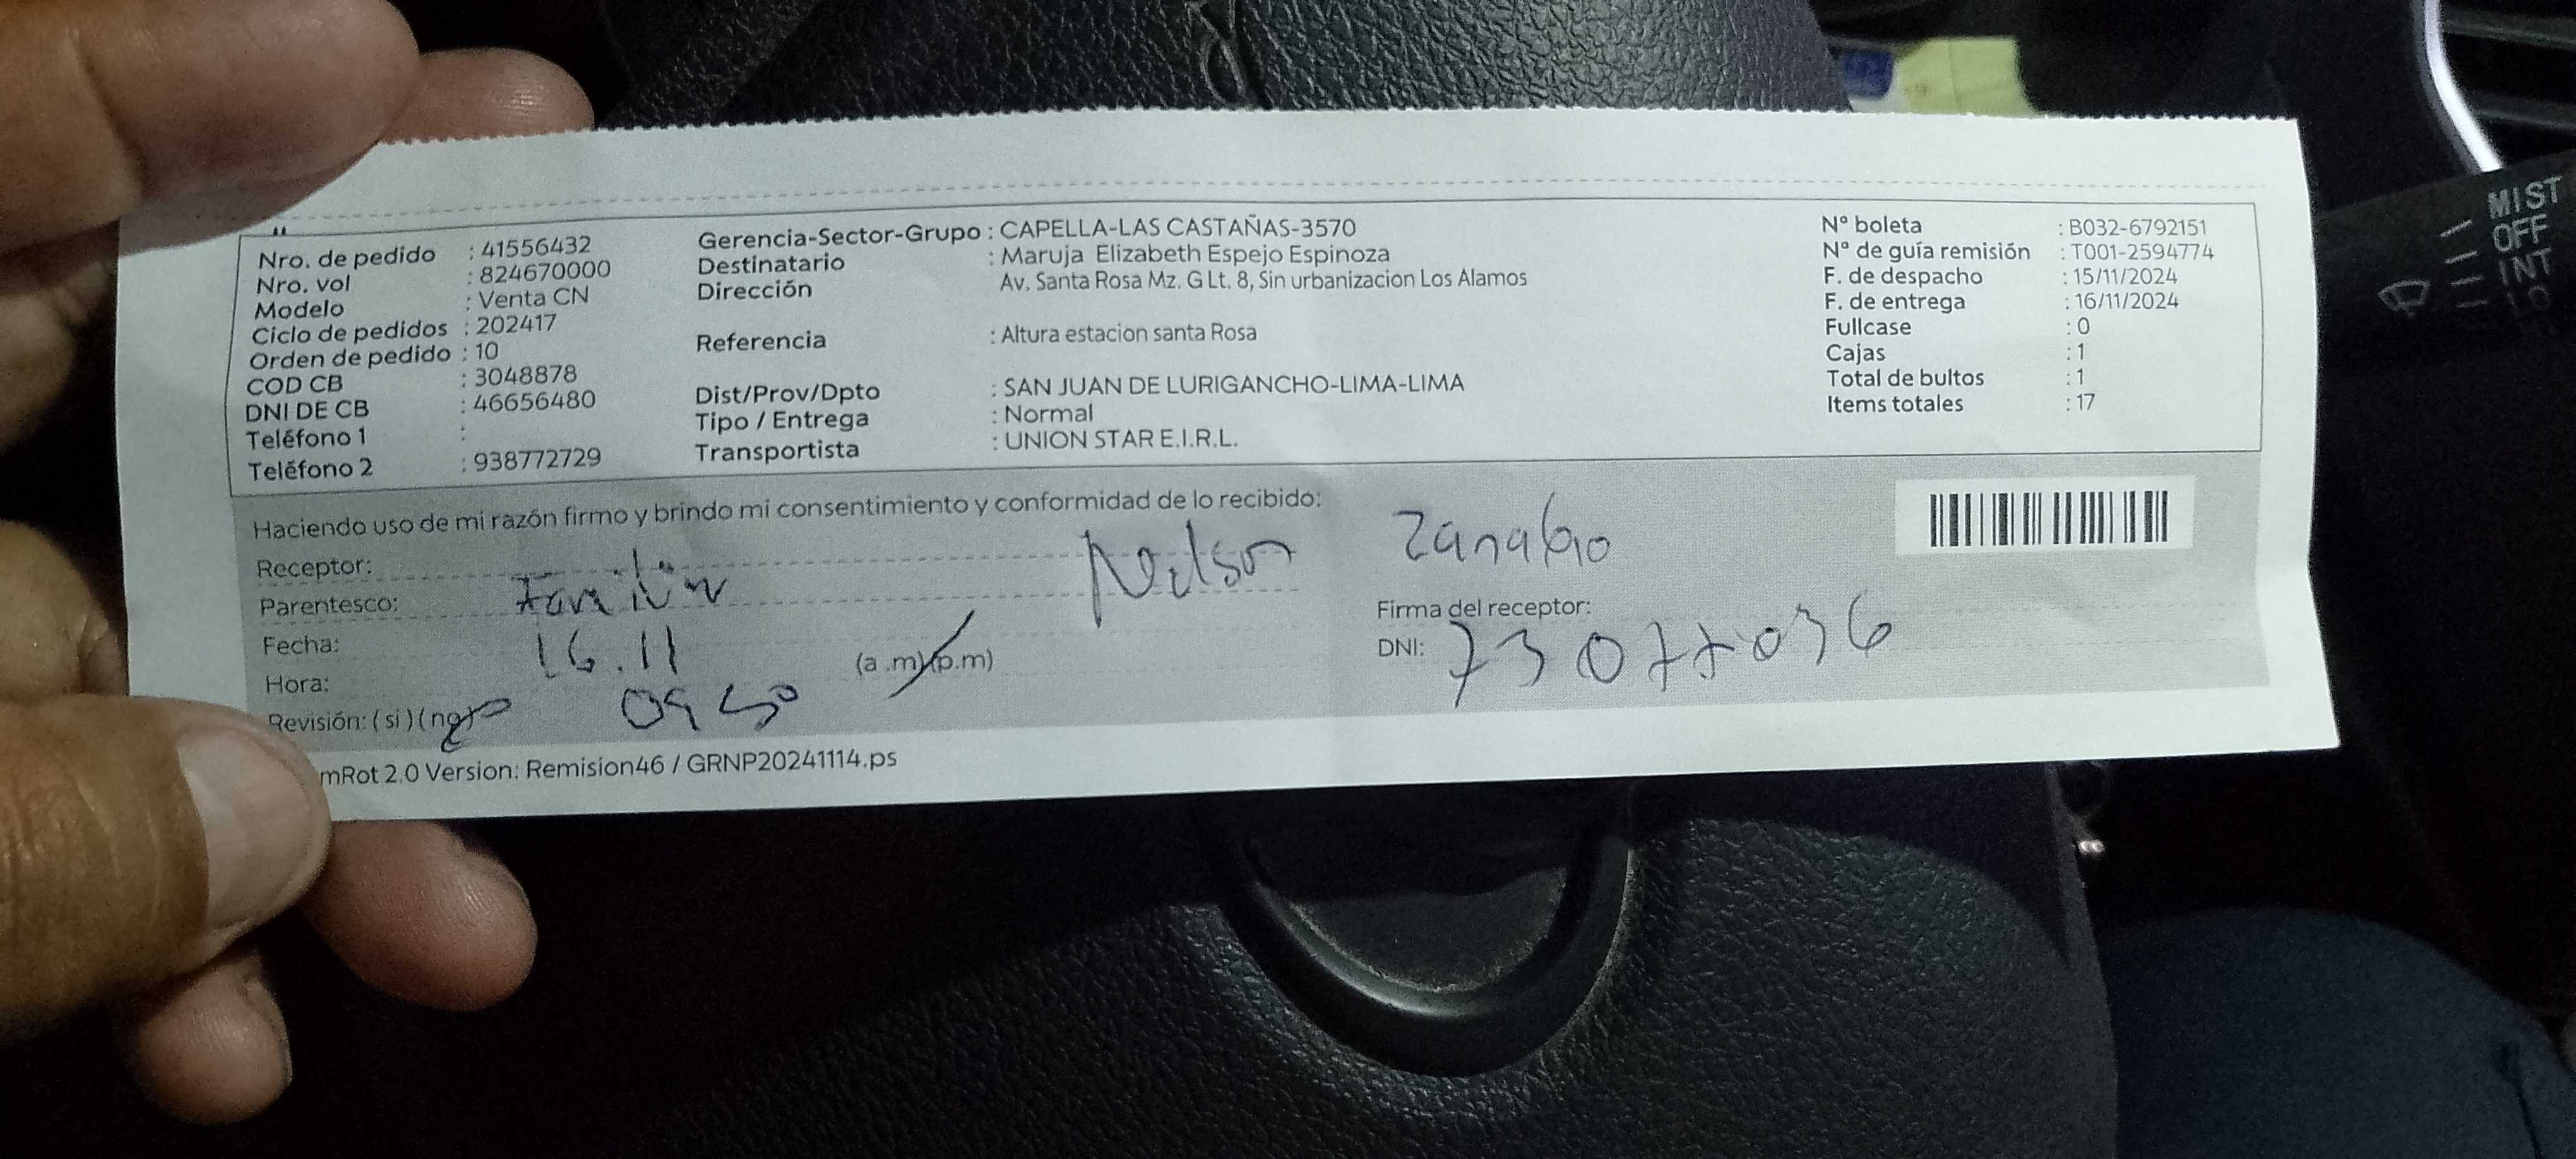 Nro. de pedido : 41556432
Nro. vol : 824670000
Modelo : Venta CN
Ciclo de pedidos : 202417
Orden de pedido : 10
COD CB : 3048878
DNI DE CB : 46656480
Teléfono 1 :
Teléfono 2 : 938772729
Gerencia-Sector-Grupo : CAPELLA-LAS CASTAÑAS-3570
Destinatario : Maruja Elizabeth Espejo Espinoza
Dirección Av. Santa Rosa Mz. G Lt. 8, Sin urbanizacion Los Alamos
Referencia : Altura estacion santa Rosa
Dist/Prov/Dpto : SAN JUAN DE LURIGANCHO-LIMA-LIMA
Tipo / Entrega : Normal
Transportista : UNION STAR E.I.R.L.
Nº boleta : B032-6792151
Nº de guía remisión : T001-2594774
F. de despacho : 15/11/2024
F. de entrega : 16/11/2024
Fullcase : 0
Cajas : 1
Total de bultos : 1
Items totales : 17
Haciendo uso de mi razón firmo y brindo mi consentimiento y conformidad de lo recibido:
Receptor: Nelson
Parentesco:
Fecha: 16.11
Hora: 0950 (a.m)(p.m)
Revisión: (si) (no)
Firma del receptor:
DNI: 73077036
mRot 2.0 Version: Remision46 / GRNP20241114.ps
MIST
OFF
INT
LO